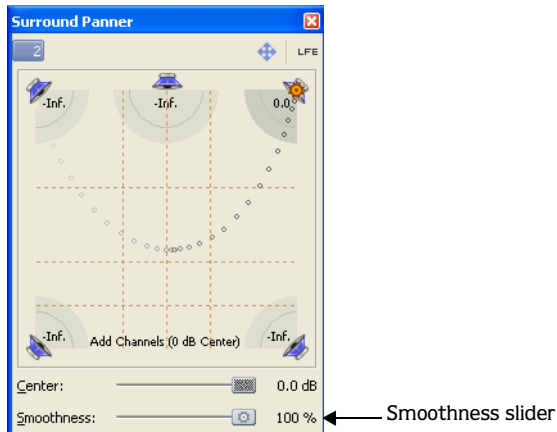 Surround Panner
2
LFE
-Inf. -Inf. 0.0
-Inf. Add Channels (0 dB Center) -Inf.
Center: 0.0 dB
Smoothness: 100 % Smoothness slider